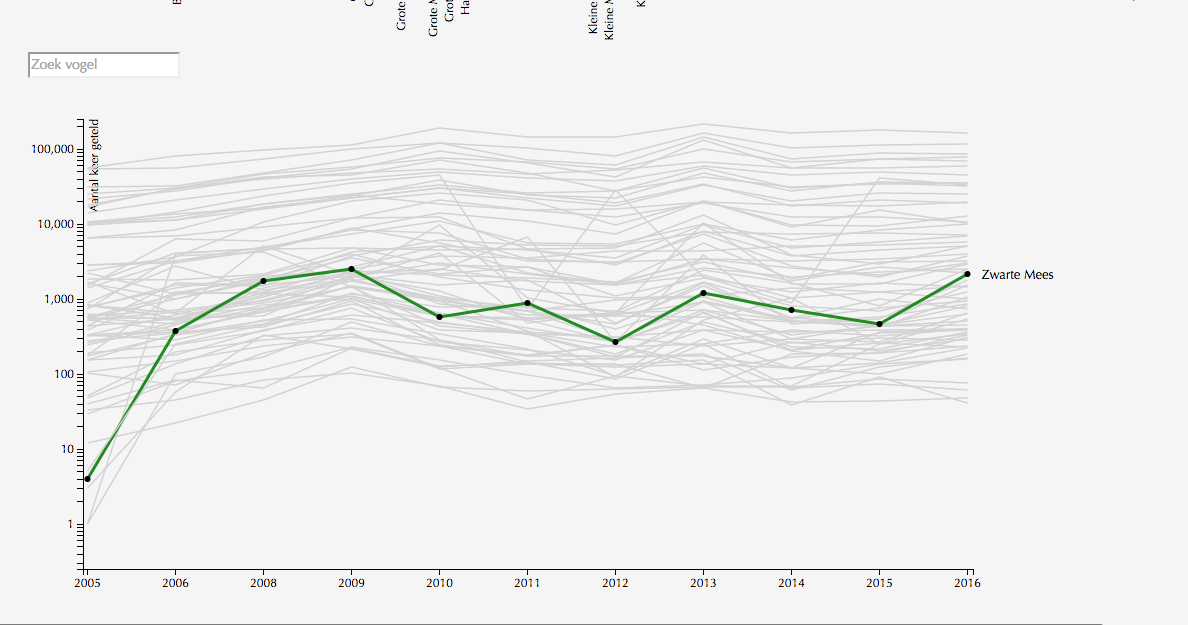 Grote
Grote
Kleine
Kleine
Zoek vogel
Aantal keer geteld
100,000
10,000
1,000
100
10
1
Zwarte Mees
2005 2006 2008 2009 2010 2011 2012 2013 2014 2015 2016